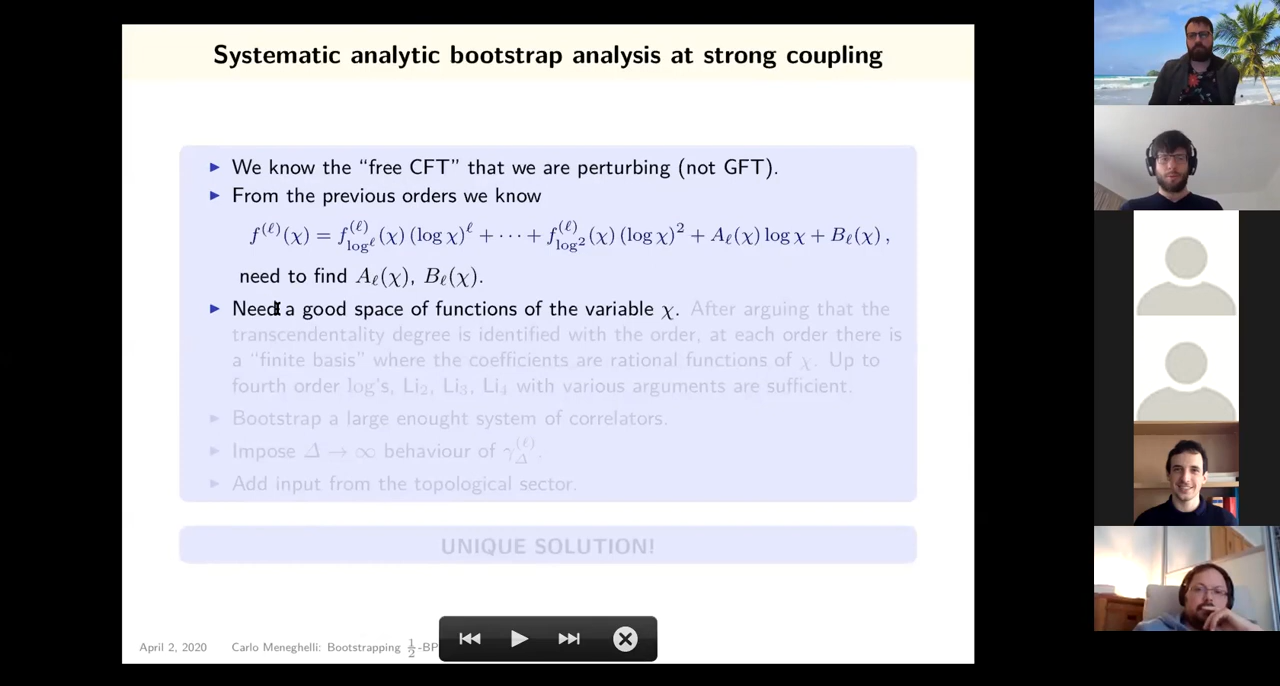 Systematic analytic bootstrap analysis at strong coupling
▶ We know the “free CFT” that we are perturbing (not GFT).
▶ From the previous orders we know
f^{(ℓ)}(χ) = f^{(ℓ)}_{log^ℓ}(χ) (log χ)^ℓ + ··· + f^{(ℓ)}_{log^2}(χ) (log χ)^2 + A_ℓ(χ) log χ + B_ℓ(χ) ,
need to find A_ℓ(χ), B_ℓ(χ).
▶ Need a good space of functions of the variable χ. After arguing that the
transcendentality degree is identified with the order, at each order there is
a “finite basis” where the coefficients are rational functions of χ. Up to
fourth order log's, Li_2, Li_3, Li_4 with various arguments are sufficient.
▶ Bootstrap a large enought system of correlators.
▶ Impose Δ → ∞ behaviour of γ^{(ℓ)}_Δ.
▶ Add input from the topological sector.
UNIQUE SOLUTION!
April 2, 2020 Carlo Meneghelli: Bootstrapping 1/2-BP